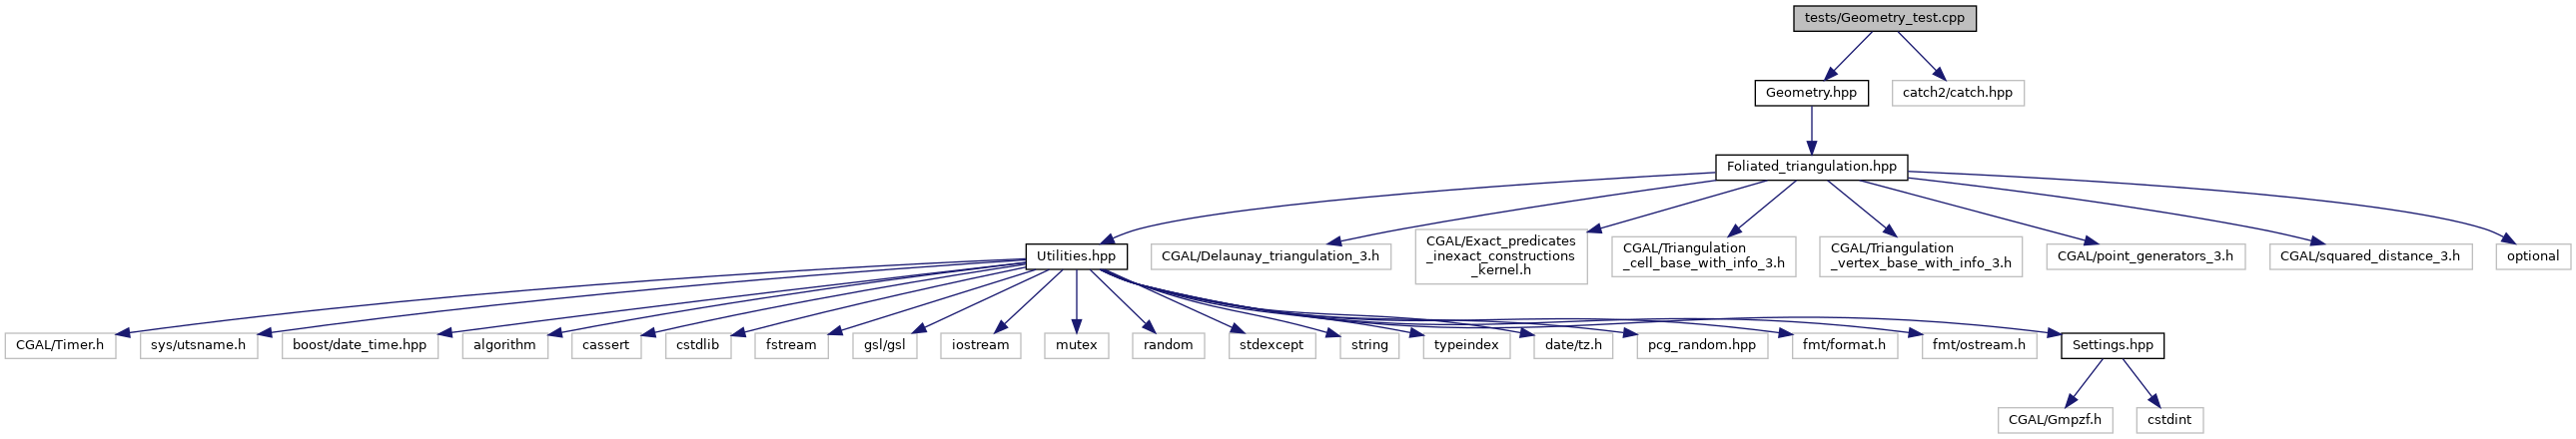 tests/Geometry_test.cpp
Geometry.hpp
catch2/catch.hpp
Foliated_triangulation.hpp
Utilities.hpp
CGAL/Delaunay_triangulation_3.h
CGAL/Exact_predicates
_inexact_constructions
_kernel.h
CGAL/Triangulation
_cell_base_with_info_3.h
CGAL/Triangulation
_vertex_base_with_info_3.h
CGAL/point_generators_3.h
CGAL/squared_distance_3.h
optional
CGAL/Timer.h
sys/utsname.h
boost/date_time.hpp
algorithm
cassert
cstdlib
fstream
gsl/gsl
iostream
mutex
random
stdexcept
string
typeindex
date/tz.h
pcg_random.hpp
fmt/format.h
fmt/ostream.h
Settings.hpp
CGAL/Gmpzf.h
cstdint